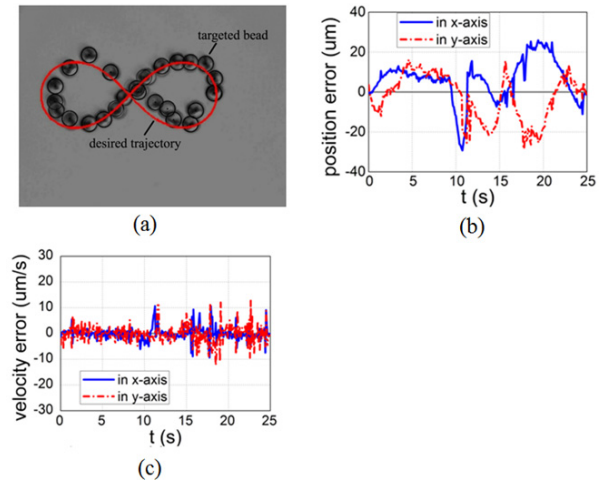 targeted bead
desired trajectory
(a)
position error (um)
40
20
0
-20
-40
in x-axis
in y-axis
0
5
10
15
20
25
t (s)
(b)
velocity error (um/s)
30
20
10
0
-10
-20
-30
in x-axis
in y-axis
0
5
10
15
20
25
t (s)
(c)